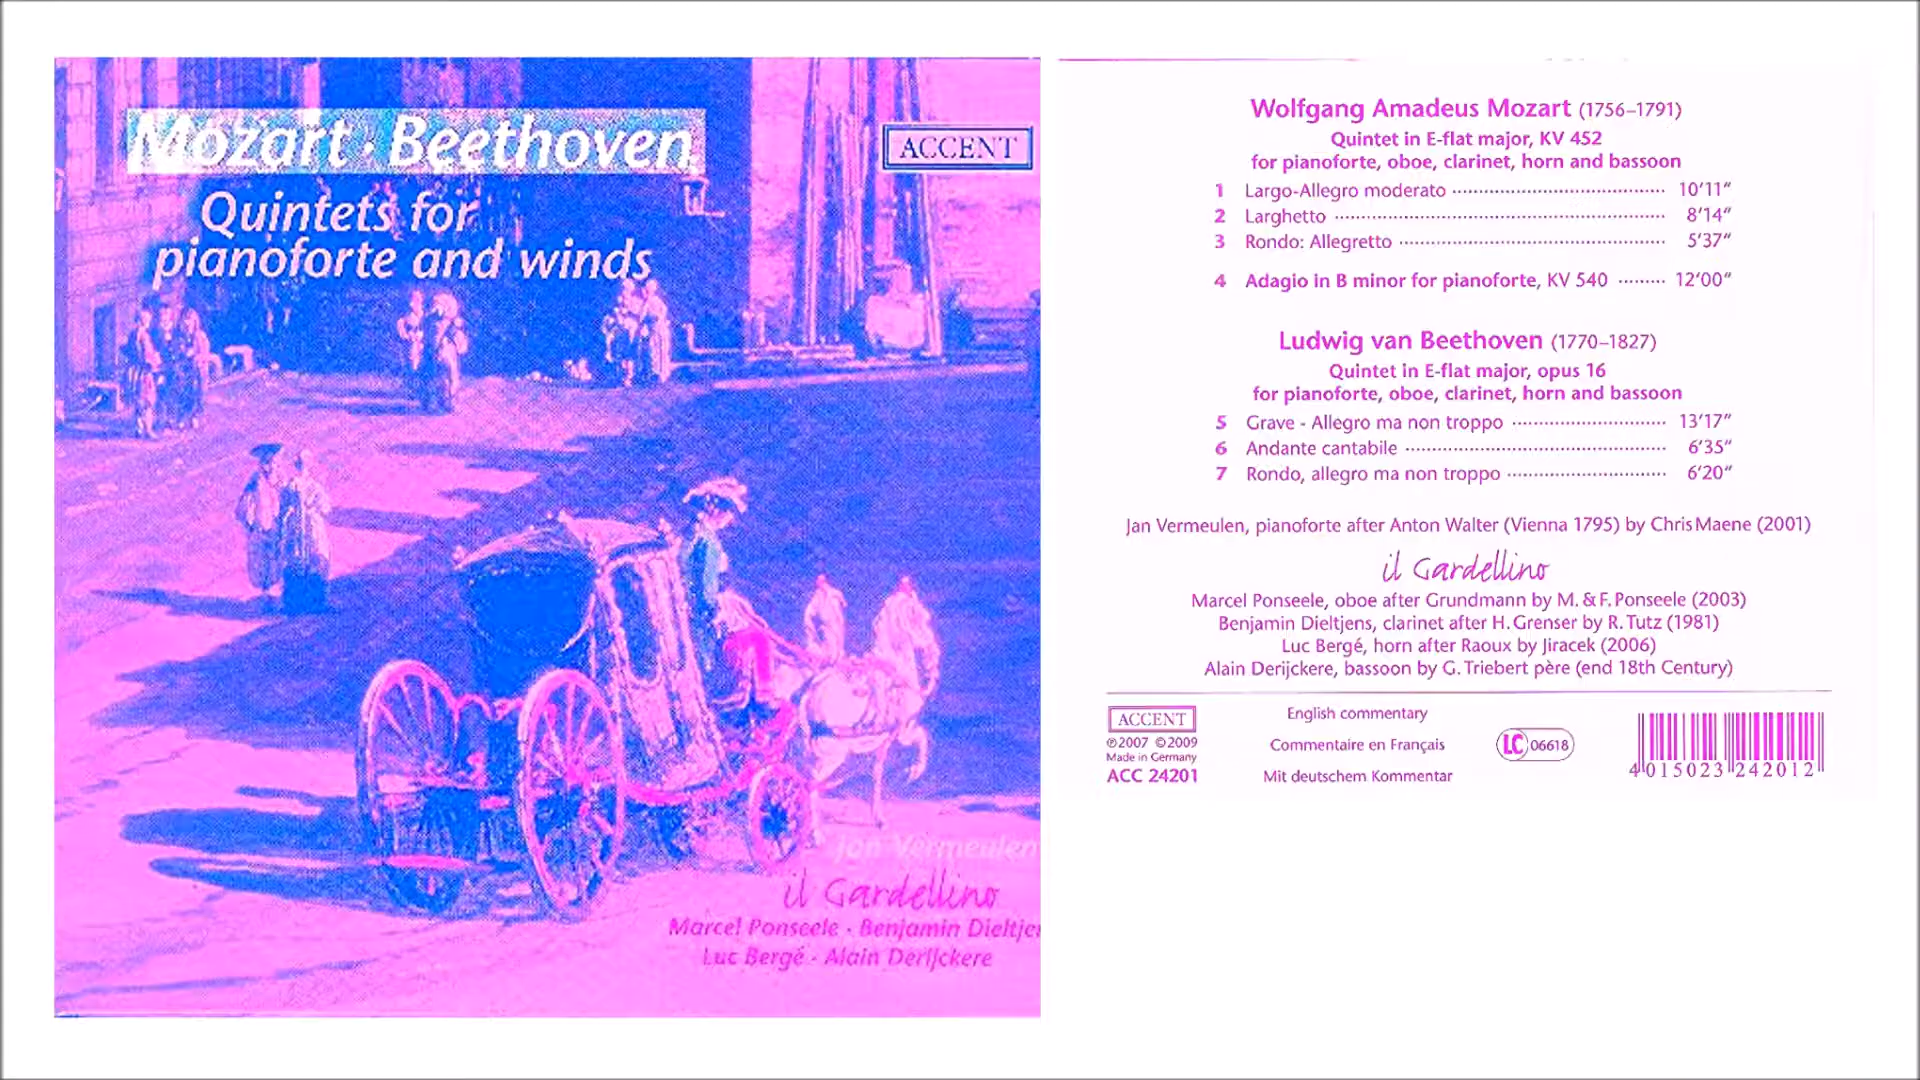 Mozart · Beethoven
ACCENT
Quintets for
pianoforte and winds
Jan Vermeulen
il Gardellino
Marcel Ponseele · Benjamin Dieltje
Luc Bergé - Alain Derijckere
Wolfgang Amadeus Mozart (1756–1791)
Quintet in E-flat major, KV 452
for pianoforte, oboe, clarinet, horn and bassoon
1 Largo-Allegro moderato 10'11"
2 Larghetto 8'14"
3 Rondo: Allegretto 5'37"
4 Adagio in B minor for pianoforte, KV 540 12'00"
Ludwig van Beethoven (1770–1827)
Quintet in E-flat major, opus 16
for pianoforte, oboe, clarinet, horn and bassoon
5 Grave - Allegro ma non troppo 13'17"
6 Andante cantabile 6'35"
7 Rondo, allegro ma non troppo 6'20"
Jan Vermeulen, pianoforte after Anton Walter (Vienna 1795) by Chris Maene (2001)
il Gardellino
Marcel Ponseele, oboe after Grundmann by M. & F. Ponseele (2003)
Benjamin Dieltjens, clarinet after H. Grenser by R. Tutz (1981)
Luc Bergé, horn after Raoux by Jiracek (2006)
Alain Derijckere, bassoon by G. Triebert père (end 18th Century)
ACCENT
℗2007 ©2009
Made in Germany
ACC 24201
English commentary
Commentaire en Français
Mit deutschem Kommentar
LC 06618
4 015023 242012